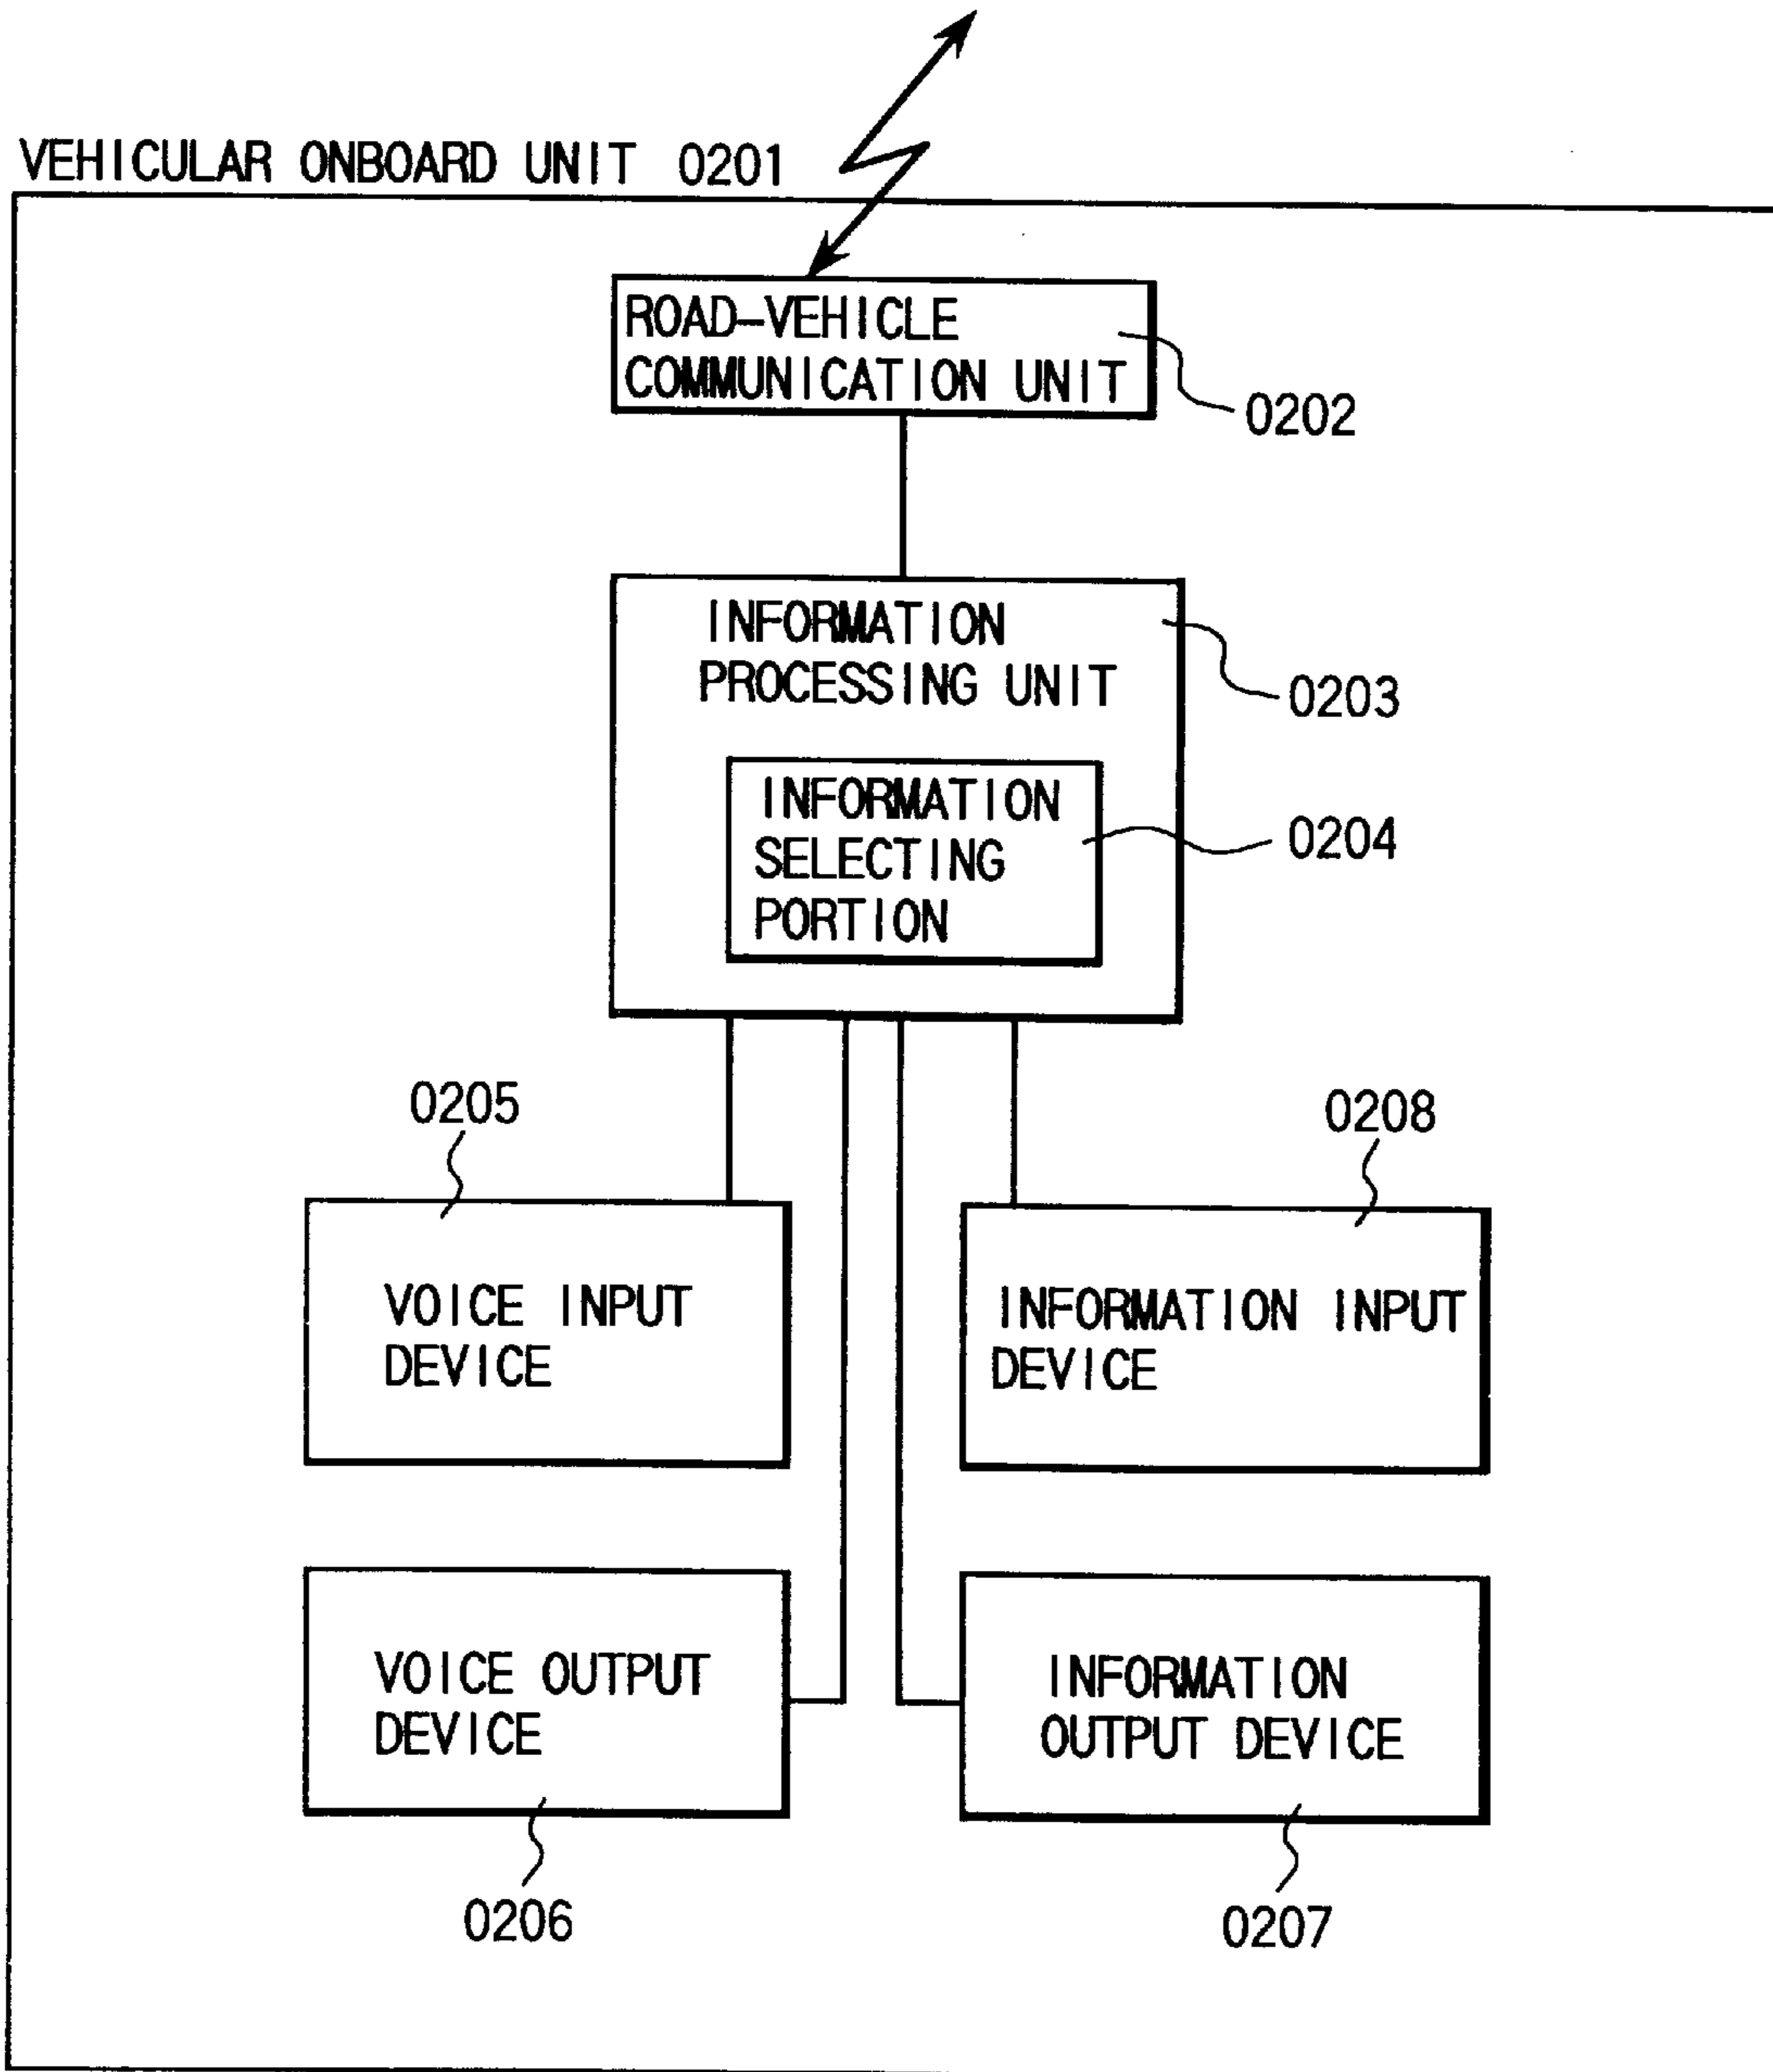 VEHICULAR ONBOARD UNIT 0201
ROAD-VEHICLE
COMMUNICATION UNIT
0202
INFORMATION
PROCESSING UNIT
0203
INFORMATION
SELECTING
PORTION
0204
0205
0208
VOICE INPUT
DEVICE
INFORMATION INPUT
DEVICE
VOICE OUTPUT
DEVICE
INFORMATION
OUTPUT DEVICE
0206
0207